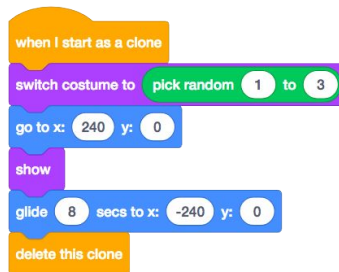 when I start as a clone
switch costume to pick random 1 to 3
go to x: 240 y: 0
show
glide 8 secs to x: -240 y: 0
delete this clone